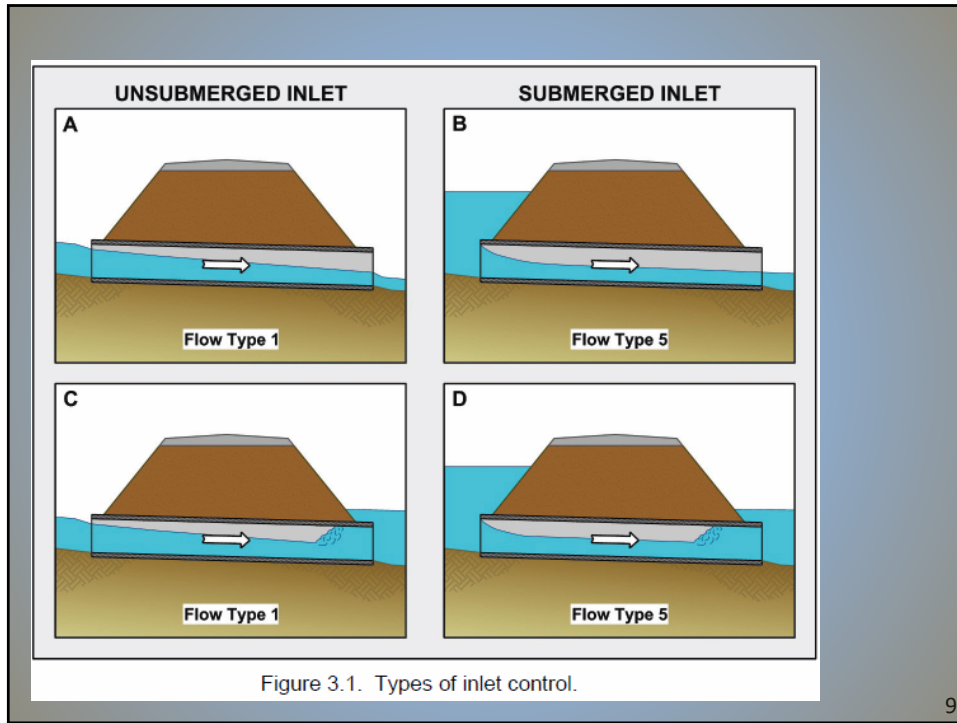 UNSUBMERGED INLET
SUBMERGED INLET
A
B
Flow Type 1
Flow Type 5
C
D
Flow Type 1
Flow Type 5
Figure 3.1. Types of inlet control.
9